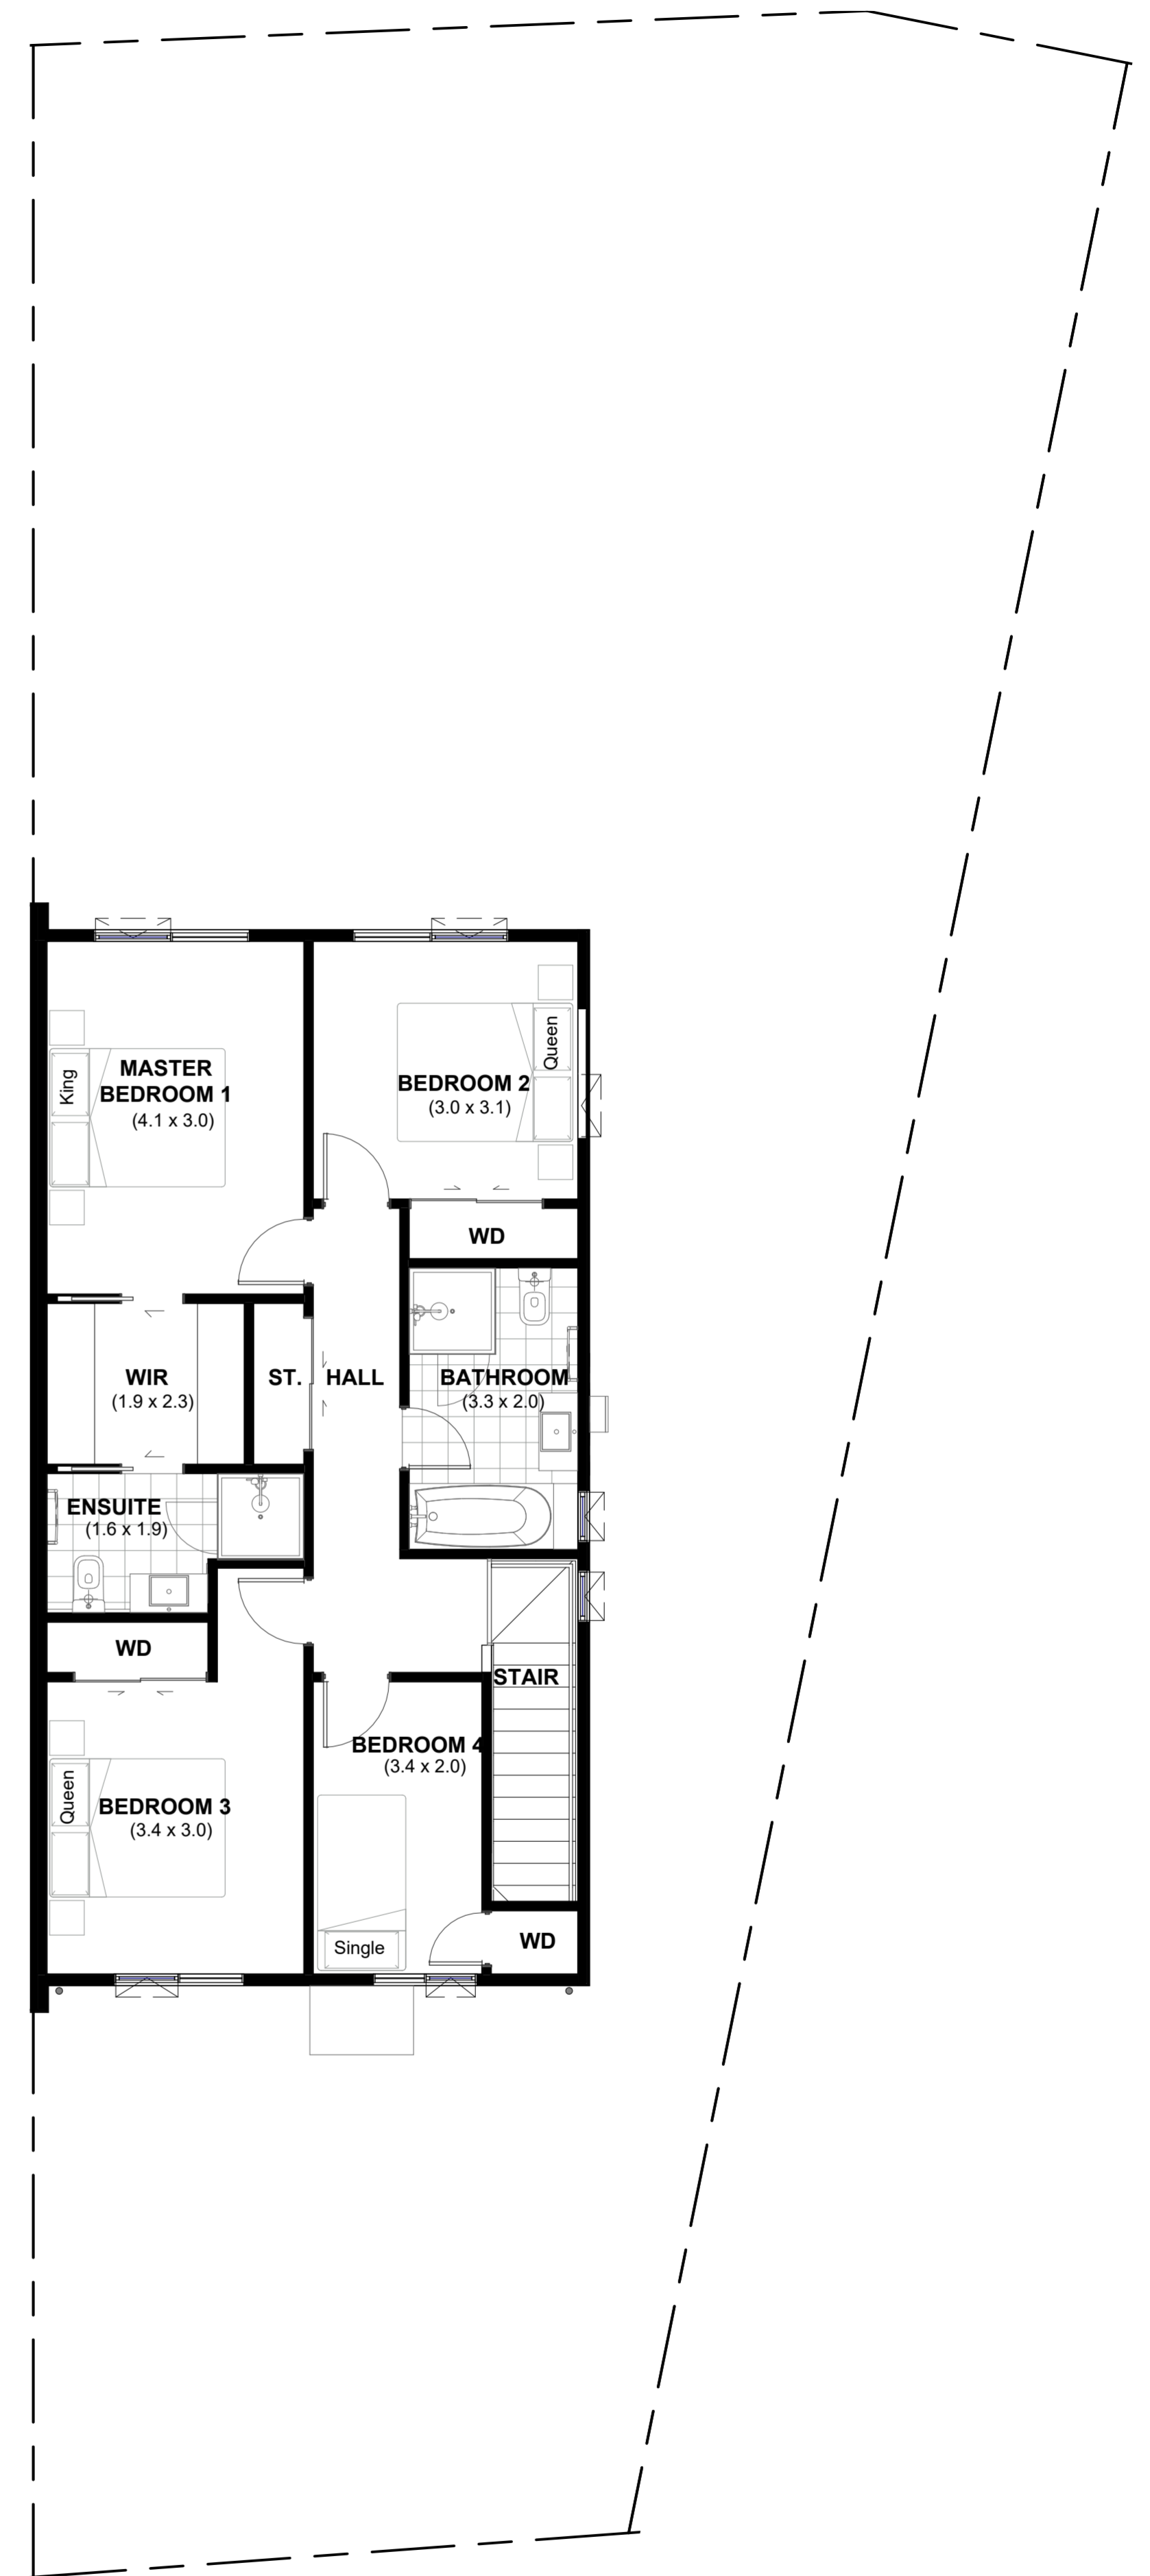 King
MASTER
BEDROOM 1
(4.1 x 3.0)
Queen
BEDROOM 2
(3.0 x 3.1)
WD
WIR
(1.9 x 2.3)
ST.
HALL
BATHROOM
(3.3 x 2.0)
ENSUITE
(1.6 x 1.9)
WD
STAIR
BEDROOM 4
(3.4 x 2.0)
Queen
BEDROOM 3
(3.4 x 3.0)
Single
WD